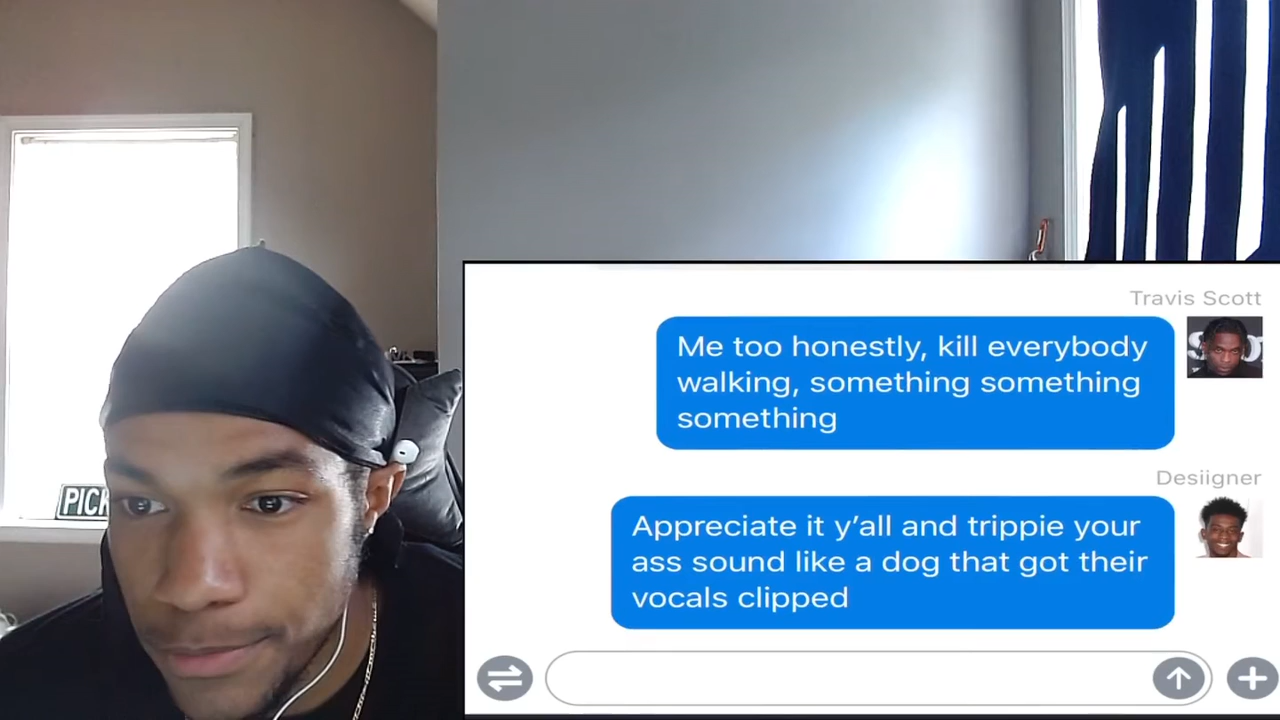 PICK
Travis Scott
Me too honestly, kill everybody
walking, something something
something
Desiigner
Appreciate it y'all and trippie your
ass sound like a dog that got their
vocals clipped